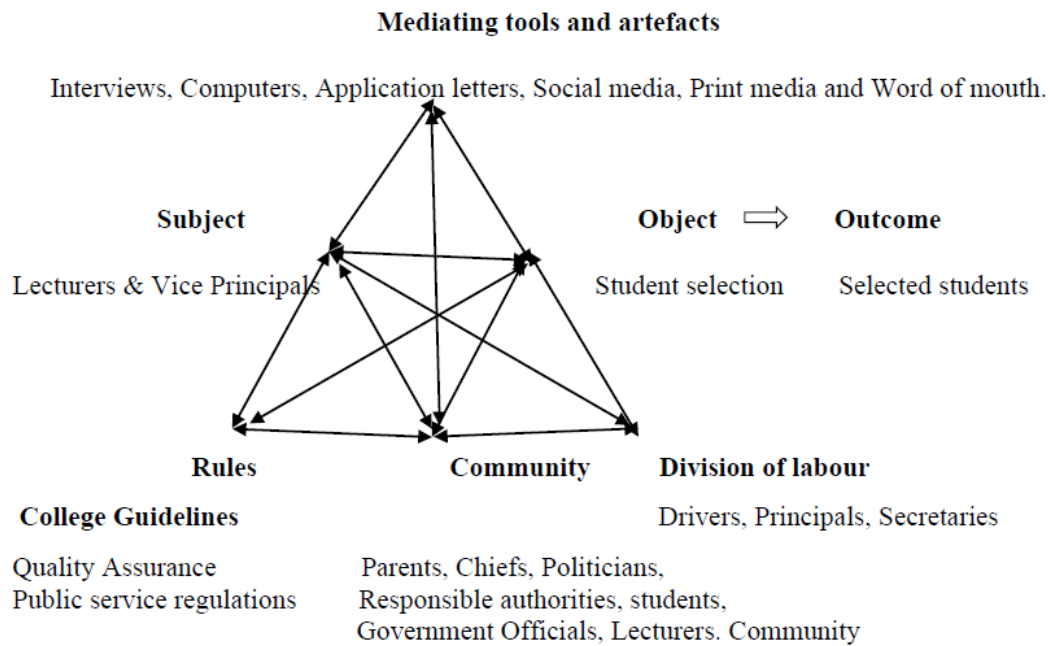 Mediating tools and artefacts
Interviews, Computers, Application letters, Social media, Print media and Word of mouth.
Subject
Object
Outcome
Lecturers & Vice Principals
Student selection
Selected students
Rules
Community
Division of labour
College Guidelines
Drivers, Principals, Secretaries
Quality Assurance
Public service regulations
Parents, Chiefs, Politicians,
Responsible authorities, students,
Government Officials, Lecturers. Community